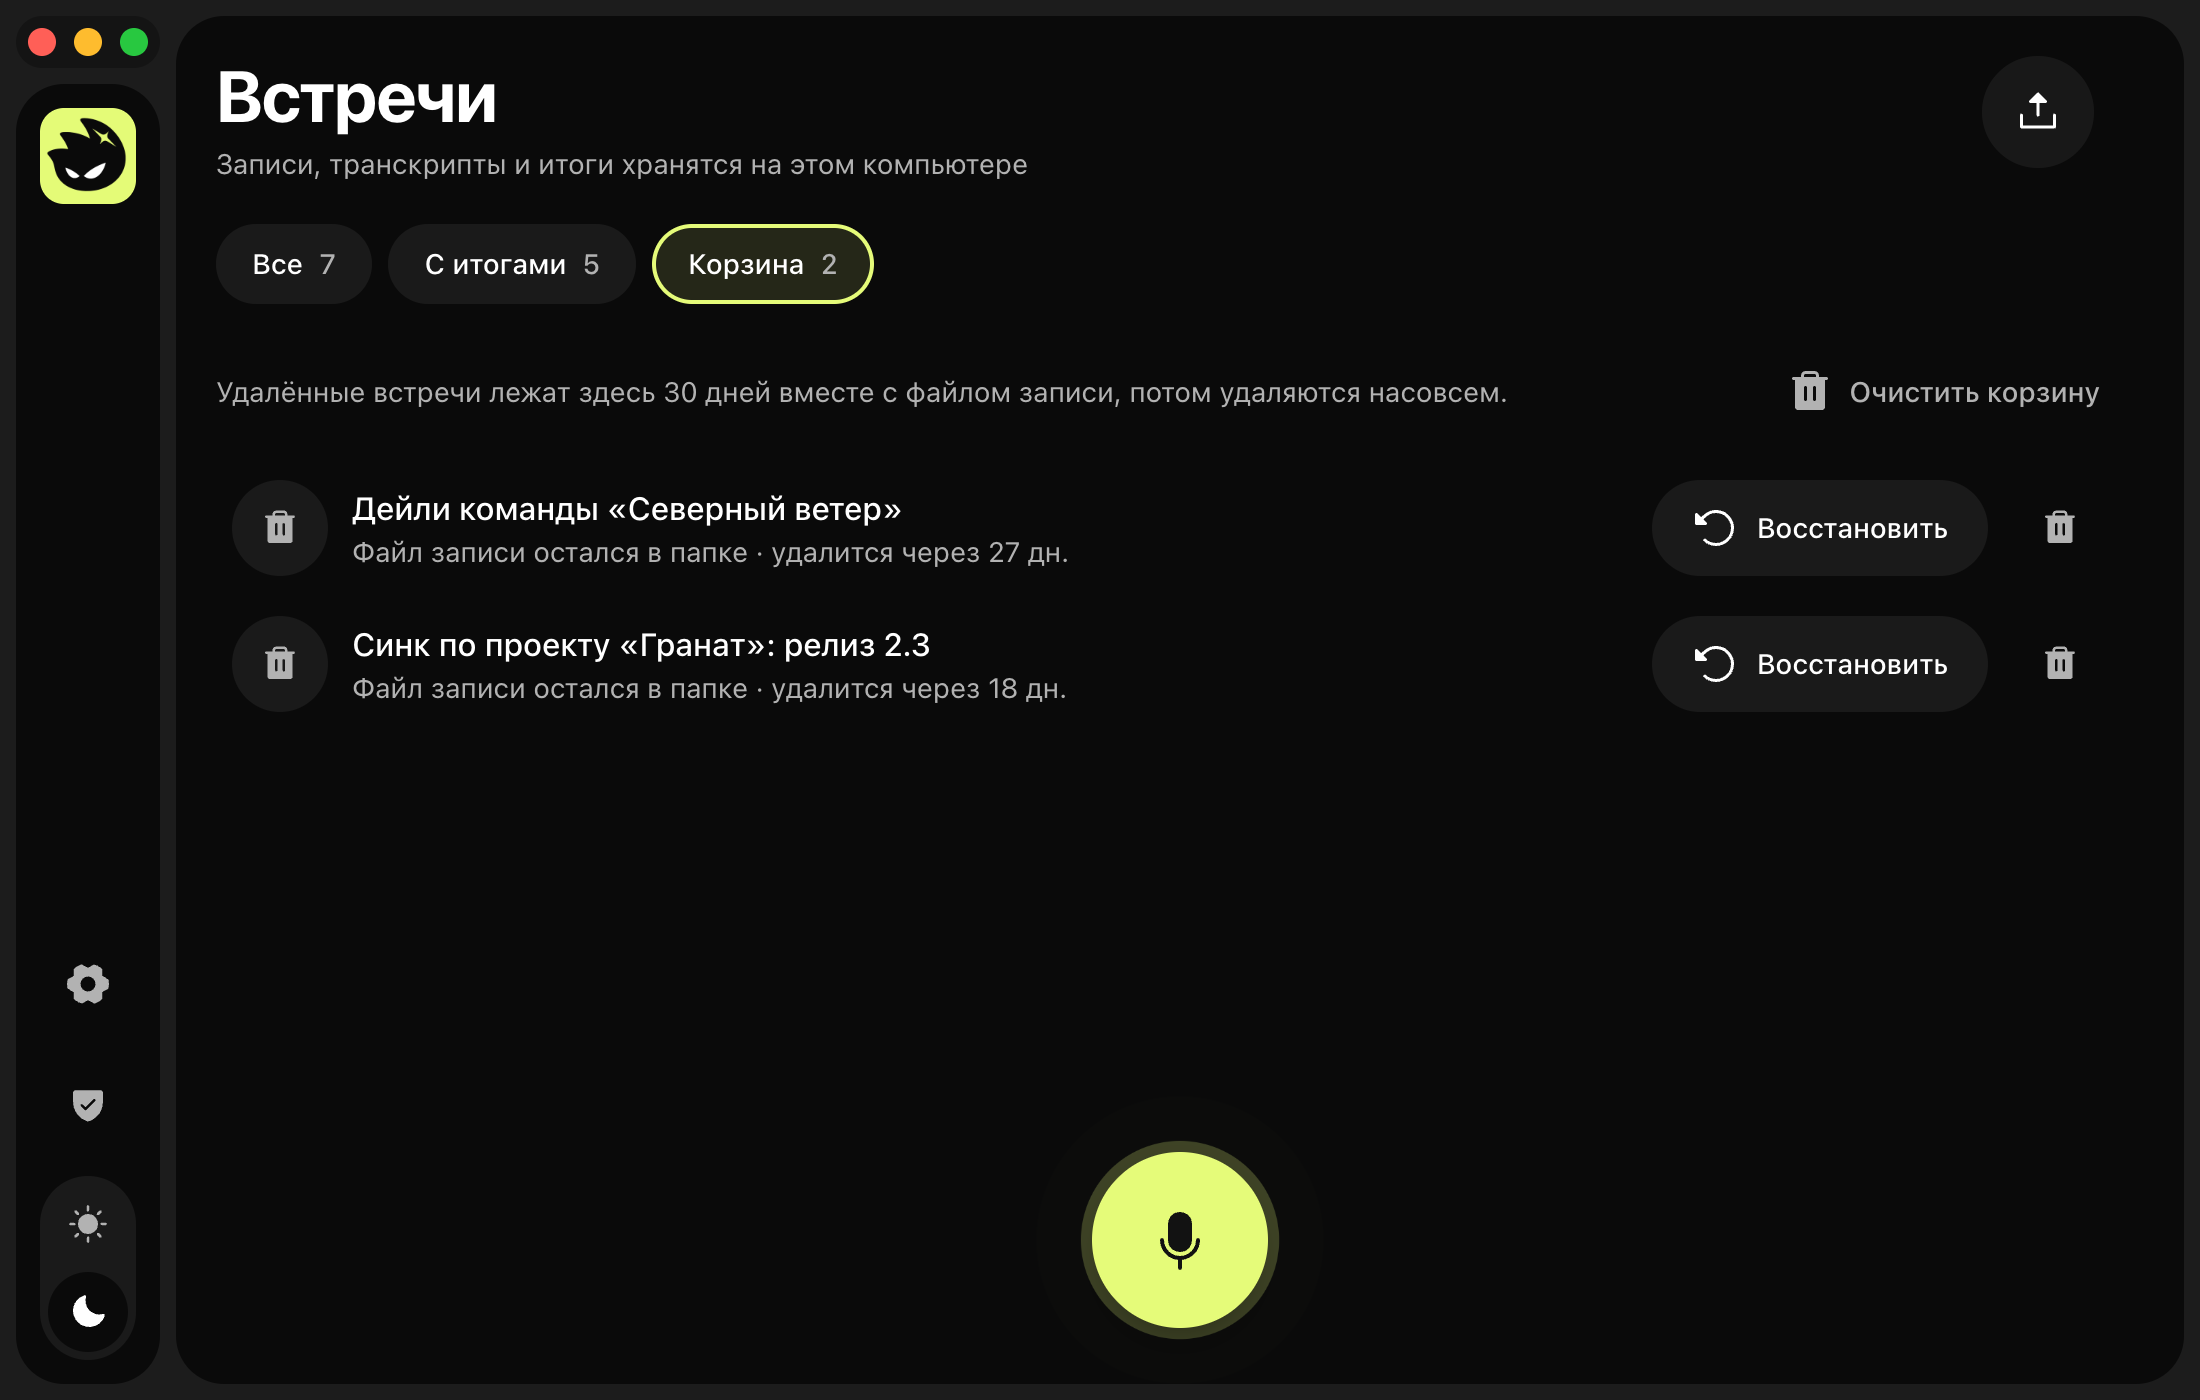 Встречи
Записи, транскрипты и итоги хранятся на этом компьютере
Все 7 С итогами 5 Корзина 2
Удалённые встречи лежат здесь 30 дней вместе с файлом записи, потом удаляются насовсем. Очистить корзину
Дейли команды «Северный ветер»
Файл записи остался в папке · удалится через 27 дн.
Восстановить
Синк по проекту «Гранат»: релиз 2.3
Файл записи остался в папке · удалится через 18 дн.
Восстановить